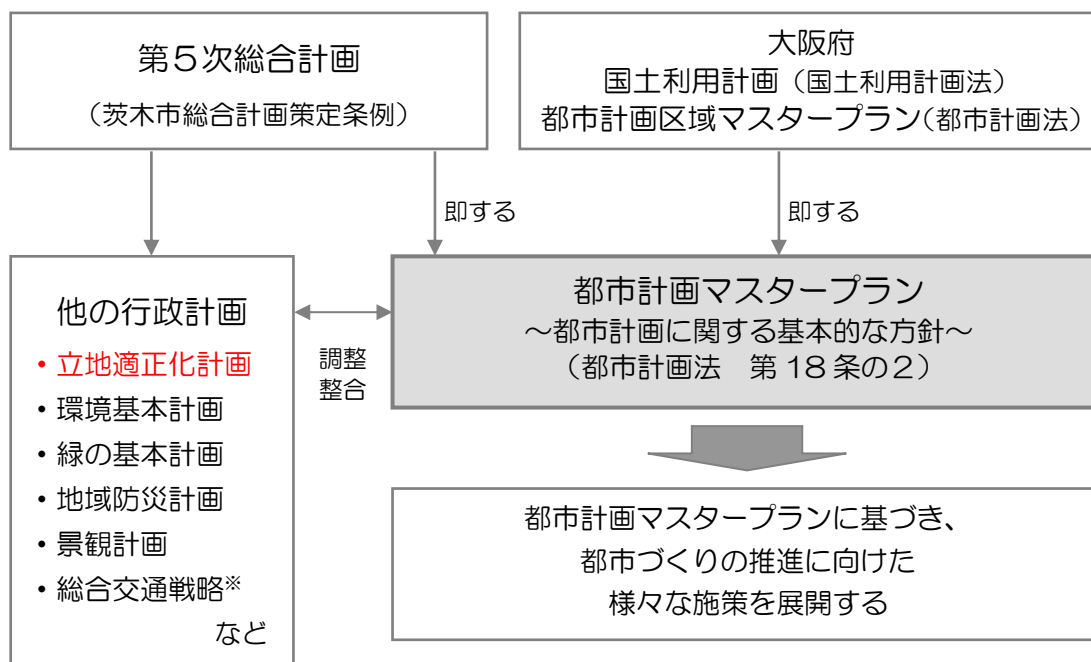 第５次総合計画
（茨木市総合計画策定条例）
大阪府
国土利用計画（国土利用計画法）
都市計画区域マスタープラン（都市計画法）
即する
即する
他の行政計画
・立地適正化計画
・環境基本計画
・緑の基本計画
・地域防災計画
・景観計画
・総合交通戦略※
など
調整
整合
都市計画マスタープラン
～都市計画に関する基本的な方針～
（都市計画法　第 18 条の２）
都市計画マスタープランに基づき、
都市づくりの推進に向けた
様々な施策を展開する